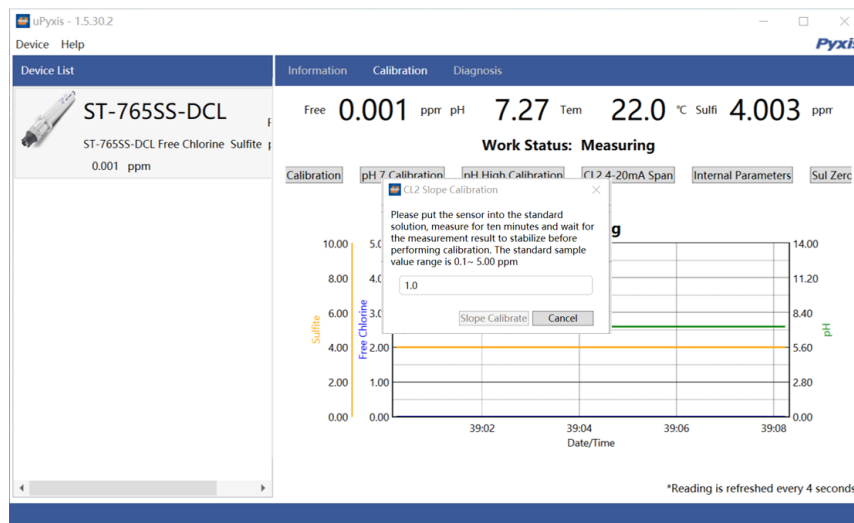 uPyxis - 1.5.30.2
Device Help
Pyxis
Device List
Information Calibration Diagnosis
ST-765SS-DCL
ST-765SS-DCL Free Chlorine Sulfite
0.001 ppm
Free 0.001 ppm pH 7.27 Tem 22.0 ℃ Sulfi 4.003 ppm
Work Status: Measuring
Calibration pH 7 Calibration pH High Calibration CL2 4-20mA Span Internal Parameters Sul Zero
CL2 Slope Calibration
Please put the sensor into the standard
solution, measure for ten minutes and wait for
the measurement result to stabilize before
performing calibration. The standard sample
value range is 0.1~ 5.00 ppm
1.0
Slope Calibrate Cancel
g
Sulfite
10.00
8.00
6.00
4.00
2.00
0.00
Free Chlorine
5.0
4.0
3.0
2.00
1.00
0.00
14.00
11.20
8.40
5.60
2.80
0.00
pH
39:02 39:04 39:06 39:08
Date/Time
*Reading is refreshed every 4 seconds